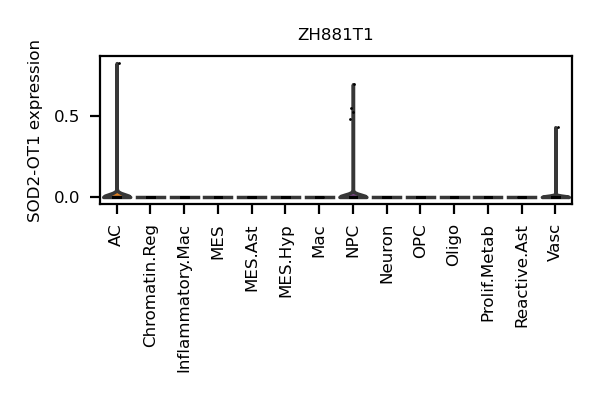 ZH881T1
SOD2-OT1 expression
0.5
0.0
AC
Chromatin.Reg
Inflammatory.Mac
MES
MES.Ast
MES.Hyp
Mac
NPC
Neuron
OPC
Oligo
Prolif.Metab
Reactive.Ast
Vasc